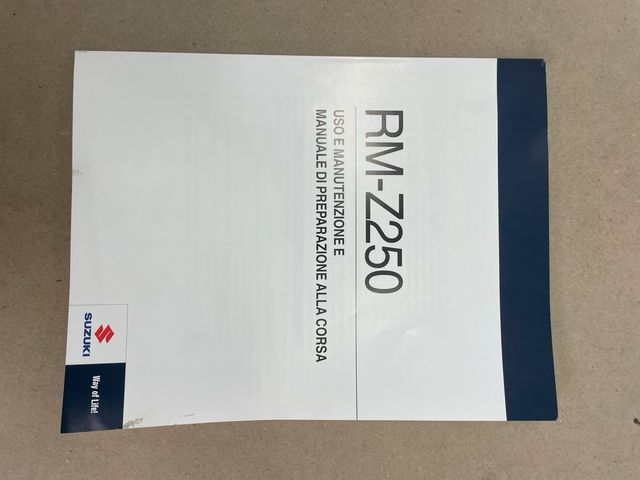 RM-Z250
USO E MANUTENZIONE E
MANUALE DI PREPARAZIONE ALLA CORSA
SUZUKI
Way of Life!